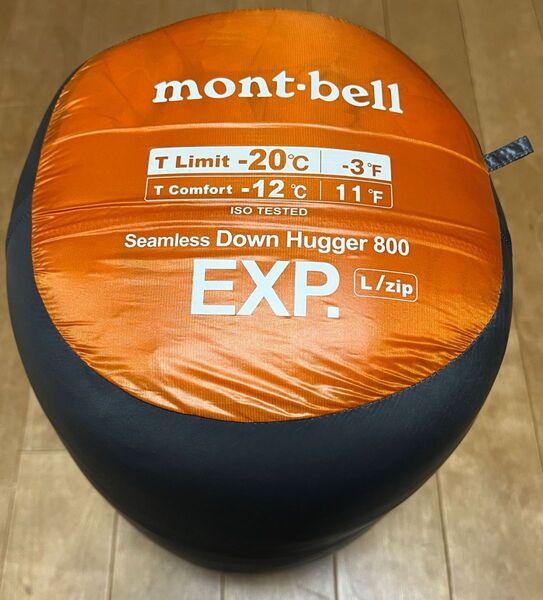 mont-bell
T Limit -20℃ -3°F
T Comfort -12℃ 11°F
ISO TESTED
Seamless Down Hugger 800
EXP. L/zip